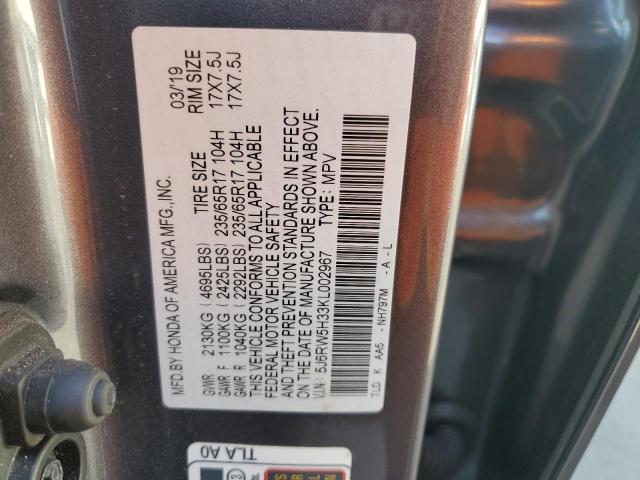 MFD.BY HONDA OF AMERICA MFG.,INC. 03/'19
TIRE SIZE RIM SIZE
GVWR 2130KG (4695LBS)
GAWR F 1100KG (2425LBS) 235/65R17 104H 17X7.5J
GAWR R 1040KG (2292LBS) 235/65R17 104H 17X7.5J
THIS VEHICLE CONFORMS TO ALL APPLICABLE
FEDERAL MOTOR VEHICLE SAFETY
AND THEFT PREVENTION STANDARDS IN EFFECT
ON THE DATE OF MANUFACTURE SHOWN ABOVE.
V.I.N.: 5J6RW5H33KL002967 TYPE: MPV
TLD K AA5 - NH797M - A - L
TLA A0